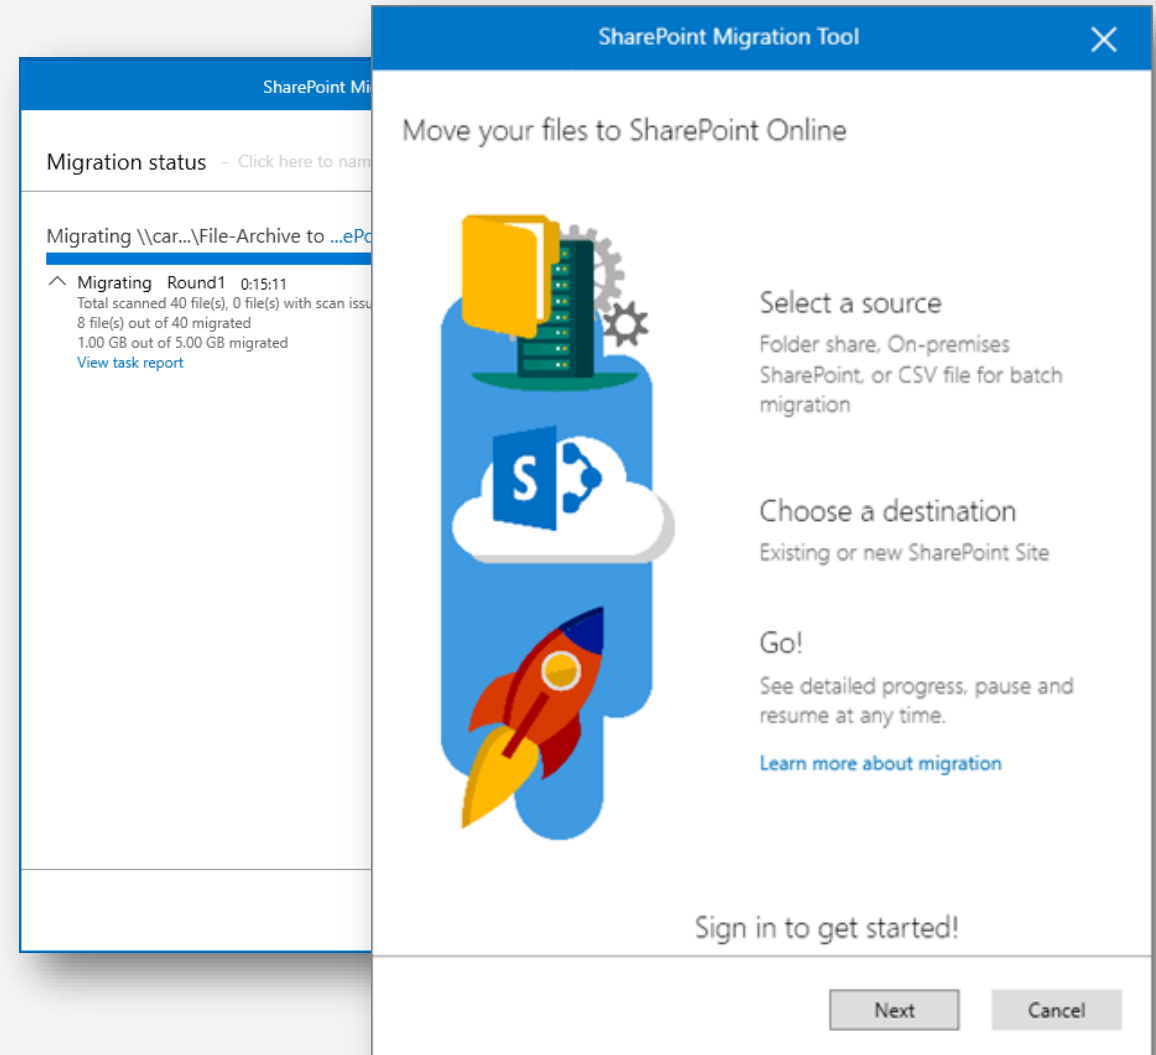 SharePoint Mi
Migration status - Click here to nam
Migrating \\car...\File-Archive to ...ePo
Migrating Round1 0:15:11
Total scanned 40 file(s), 0 file(s) with scan issu
8 file(s) out of 40 migrated
1.00 GB out of 5.00 GB migrated
View task report
SharePoint Migration Tool
Move your files to SharePoint Online
S
Select a source
Folder share, On-premises
SharePoint, or CSV file for batch
migration
Choose a destination
Existing or new SharePoint Site
Go!
See detailed progress, pause and
resume at any time.
Learn more about migration
Sign in to get started!
Next Cancel